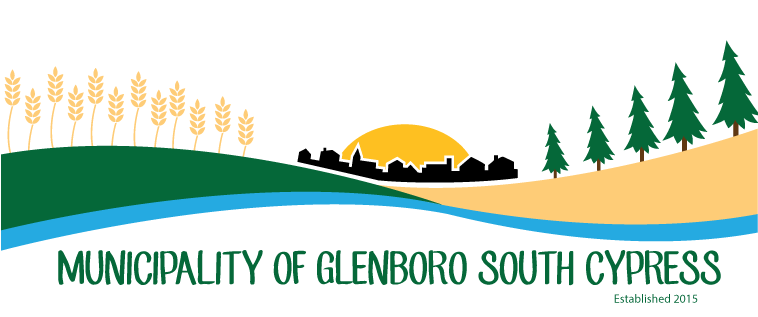 MUNICIPALITY OF GLENBORO SOUTH CYPRESS
Established 2015